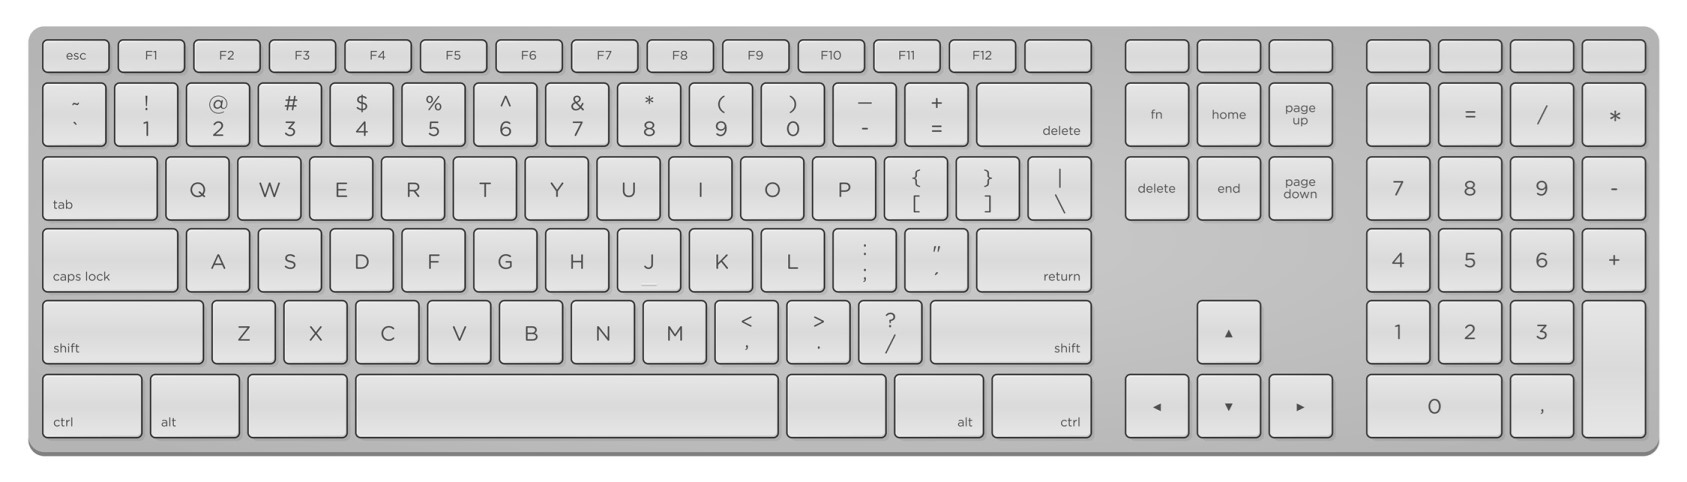 esc F1 F2 F3 F4 F5 F6 F7 F8 F9 F10 F11 F12
~ ! @ # $ % ^ & * ( ) — +
` 1 2 3 4 5 6 7 8 9 0 - = delete
fn home page up
= / *
tab Q W E R T Y U I O P { } |
[ ] \
delete end page down
7 8 9 -
caps lock A S D F G H J K L : "
; ´ return
4 5 6 +
shift Z X C V B N M < > ?
, . / shift
▲
1 2 3
ctrl alt alt ctrl
◄ ▼ ►
0 ,